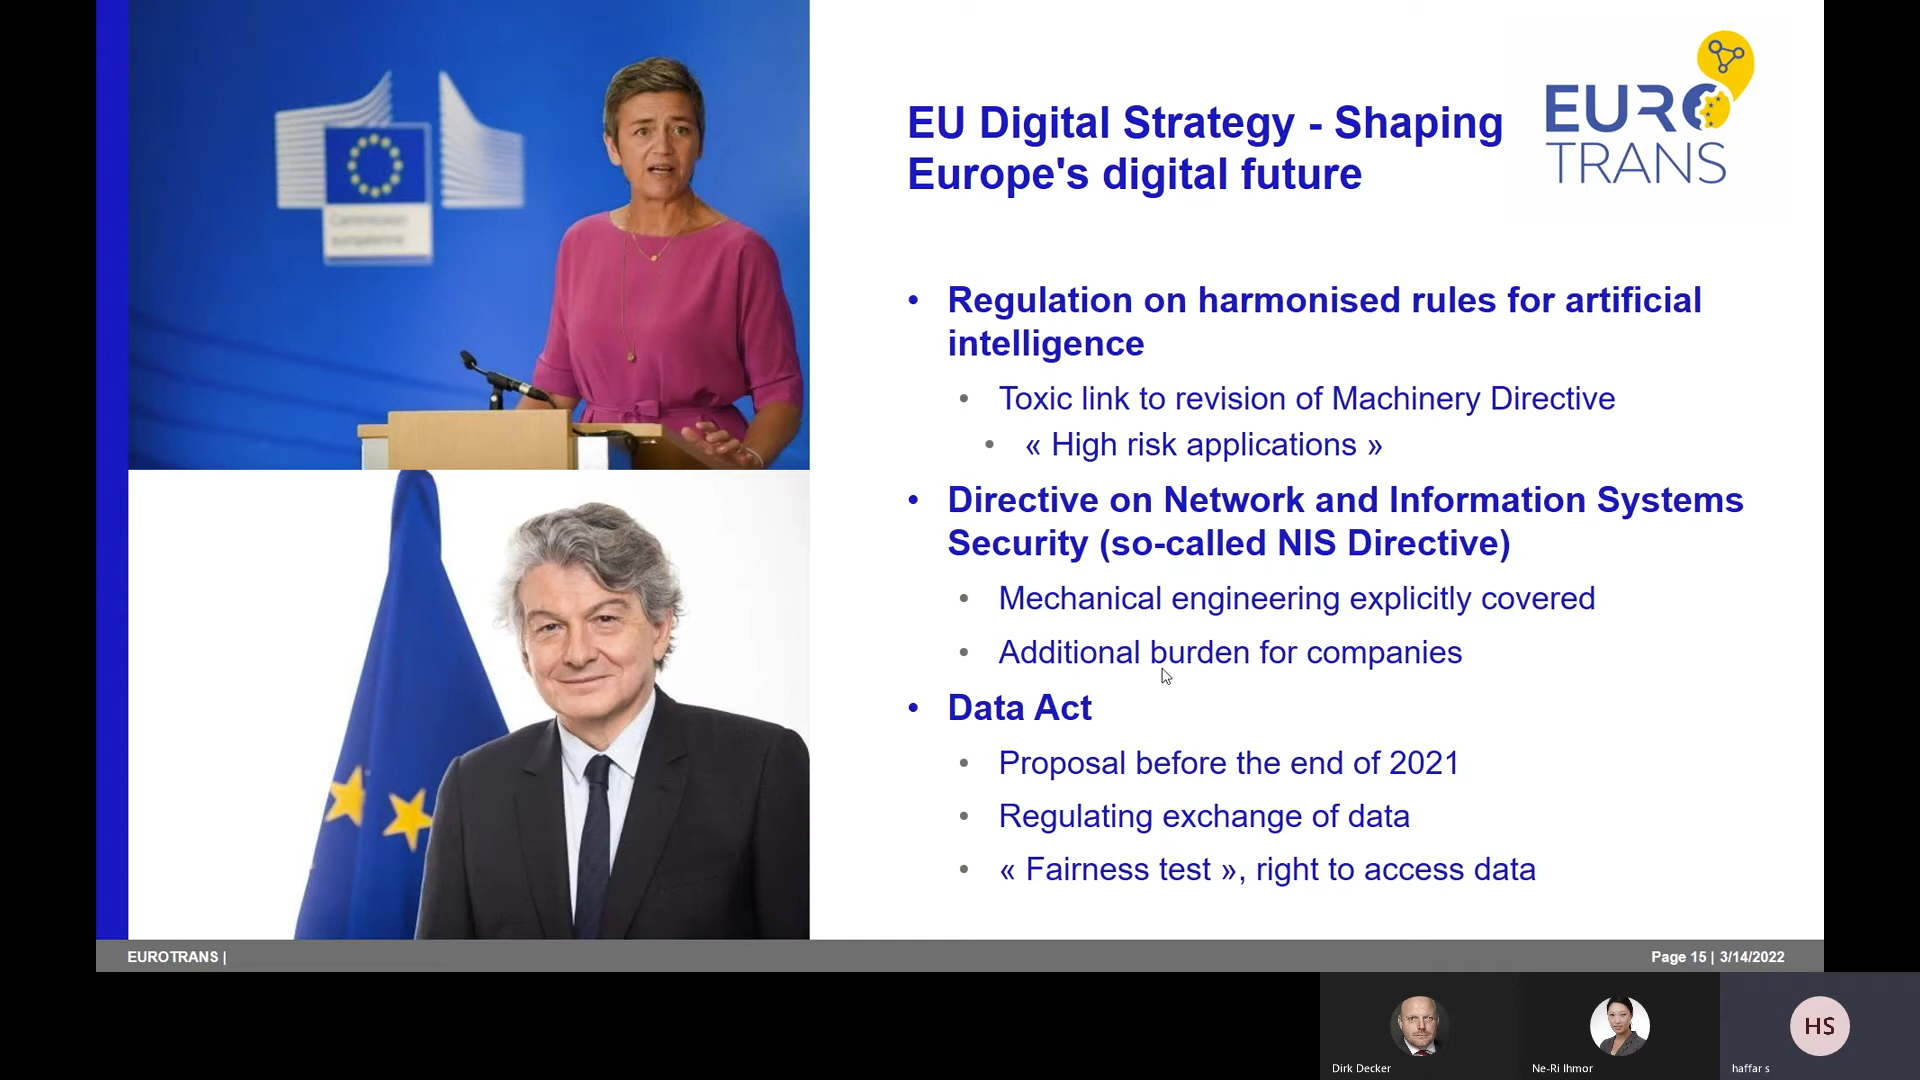 Commission
européenne
EURO
TRANS
EU Digital Strategy - Shaping
Europe's digital future
• Regulation on harmonised rules for artificial
intelligence
• Toxic link to revision of Machinery Directive
• « High risk applications »
• Directive on Network and Information Systems
Security (so-called NIS Directive)
• Mechanical engineering explicitly covered
• Additional burden for companies
• Data Act
• Proposal before the end of 2021
• Regulating exchange of data
• « Fairness test », right to access data
EUROTRANS |
Page 15 | 3/14/2022
HS
Dirk Decker
Ne-Ri Ihmor
haffar s